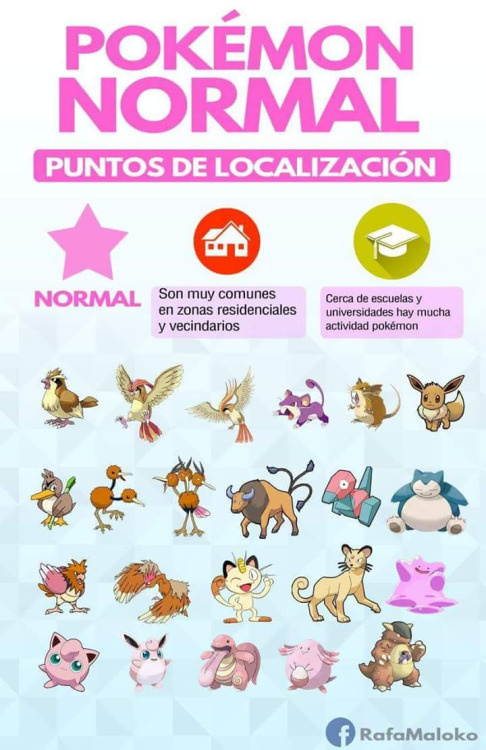 POKÉMON
NORMAL
PUNTOS DE LOCALIZACIÓN
NORMAL
Son muy comunes
en zonas residenciales
y vecindarios
Cerca de escuelas y
universidades hay mucha
actividad pokémon
f RafaMaloko